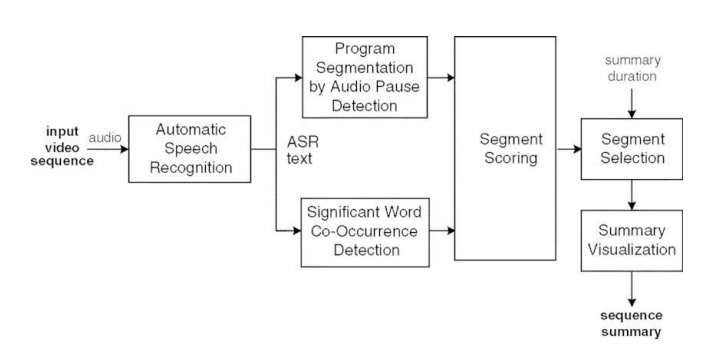 input
video
sequence
audio
Automatic
Speech
Recognition
ASR
text
Program
Segmentation
by Audio Pause
Detection
Significant Word
Co-Occurrence
Detection
Segment
Scoring
summary
duration
Segment
Selection
Summary
Visualization
sequence
summary